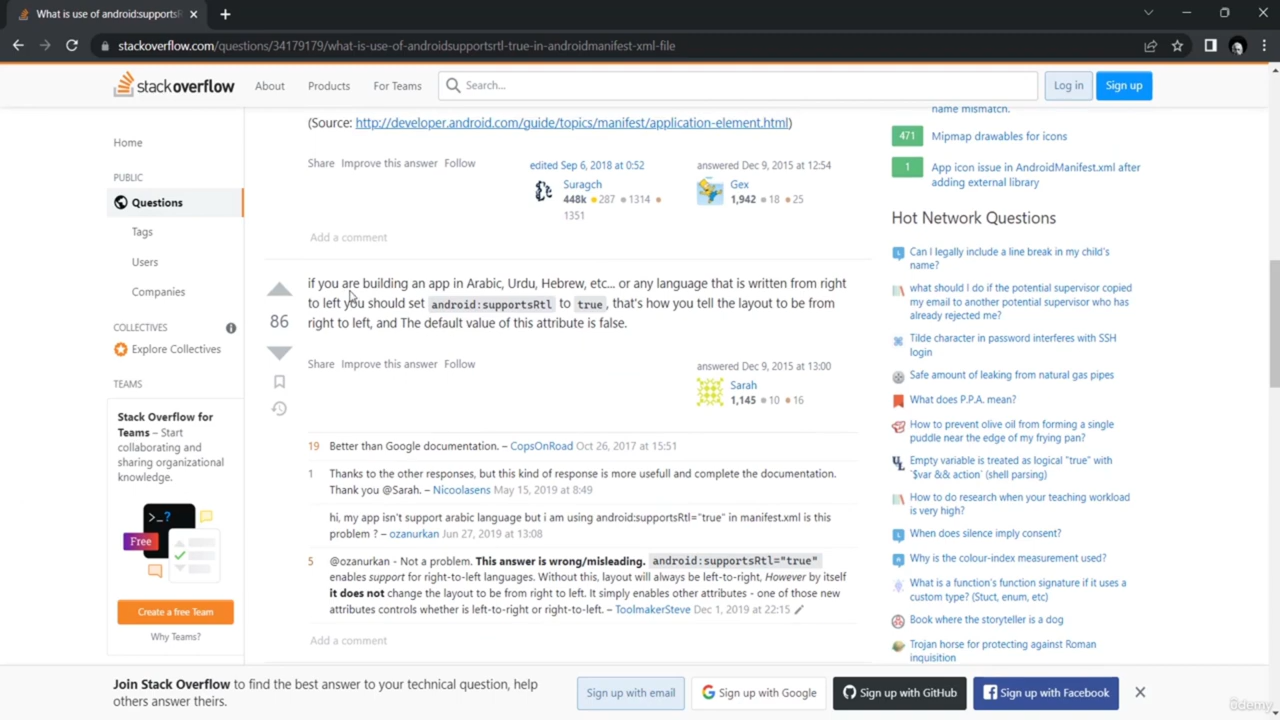 What is use of android:supports
stackoverflow.com/questions/34179179/what-is-use-of-androidsupportsrtl-true-in-androidmanifest-xml-file
stackoverflow
About
Products
For Teams
Search...
Log in
Sign up
Home
PUBLIC
Questions
Tags
Users
Companies
COLLECTIVES
Explore Collectives
TEAMS
Stack Overflow for
Teams – Start
collaborating and
sharing organizational
knowledge.
>_?
Free
Create a free Team
Why Teams?
(Source: http://developer.android.com/guide/topics/manifest/application-element.html)
Share Improve this answer Follow
edited Sep 6, 2018 at 0:52
Suragch
448k 287 1314
1351
answered Dec 9, 2015 at 12:54
Gex
1,942 18 25
Add a comment
86
if you are building an app in Arabic, Urdu, Hebrew, etc... or any language that is written from right
to left you should set android:supportsRtl to true, that's how you tell the layout to be from
right to left, and The default value of this attribute is false.
Share Improve this answer Follow
answered Dec 9, 2015 at 13:00
Sarah
1,145 10 16
19 Better than Google documentation. – CopsOnRoad Oct 26, 2017 at 15:51
1 Thanks to the other responses, but this kind of response is more usefull and complete the documentation.
Thank you @Sarah. – Nicoolasens May 15, 2019 at 8:49
hi, my app isn't support arabic language but i am using android:supportsRtl="true" in manifest.xml is this
problem ? – ozanurkan Jun 27, 2019 at 13:08
5 @ozanurkan - Not a problem. This answer is wrong/misleading. android:supportsRtl="true"
enables support for right-to-left languages. Without this, layout will always be left-to-right, However by itself
it does not change the layout to be from right to left. It simply enables other attributes - one of those new
attributes controls whether is left-to-right or right-to-left. – ToolmakerSteve Dec 1, 2019 at 22:15
Add a comment
name mismatch.
471 Mipmap drawables for icons
1 App icon issue in AndroidManifest.xml after
adding external library
Hot Network Questions
Can I legally include a line break in my child's
name?
what should I do if the potential supervisor copied
my email to another potential supervisor who has
already rejected me?
Tilde character in password interferes with SSH
login
Safe amount of leaking from natural gas pipes
What does P.P.A. mean?
How to prevent olive oil from forming a single
puddle near the edge of my frying pan?
Empty variable is treated as logical "true" with
`$var && action` (shell parsing)
How to do research when your teaching workload
is very high?
When does silence imply consent?
Why is the colour-index measurement used?
What is a function's function signature if it uses a
custom type? (Stuct, enum, etc)
Book where the storyteller is a dog
Trojan horse for protecting against Roman
inquisition
Join Stack Overflow to find the best answer to your technical question, help
others answer theirs.
Sign up with email
Sign up with Google
Sign up with GitHub
Sign up with Facebook
ûdemy